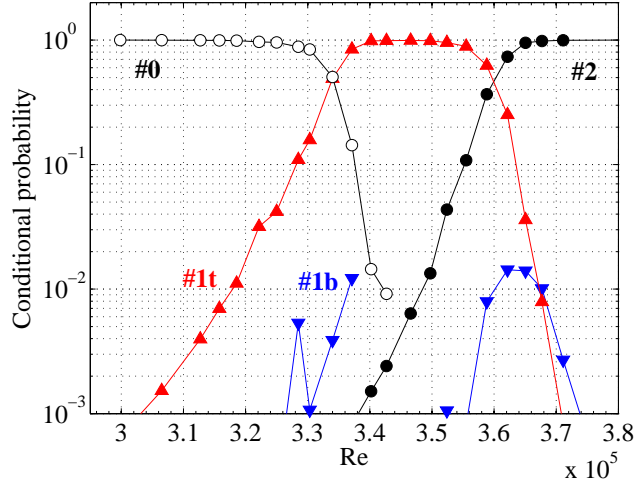 10^0
#0
#2
10^-1
Conditional probability
#1t
#1b
10^-2
10^-3
3 3.1 3.2 3.3 3.4 3.5 3.6 3.7 3.8
Re
x 10^5